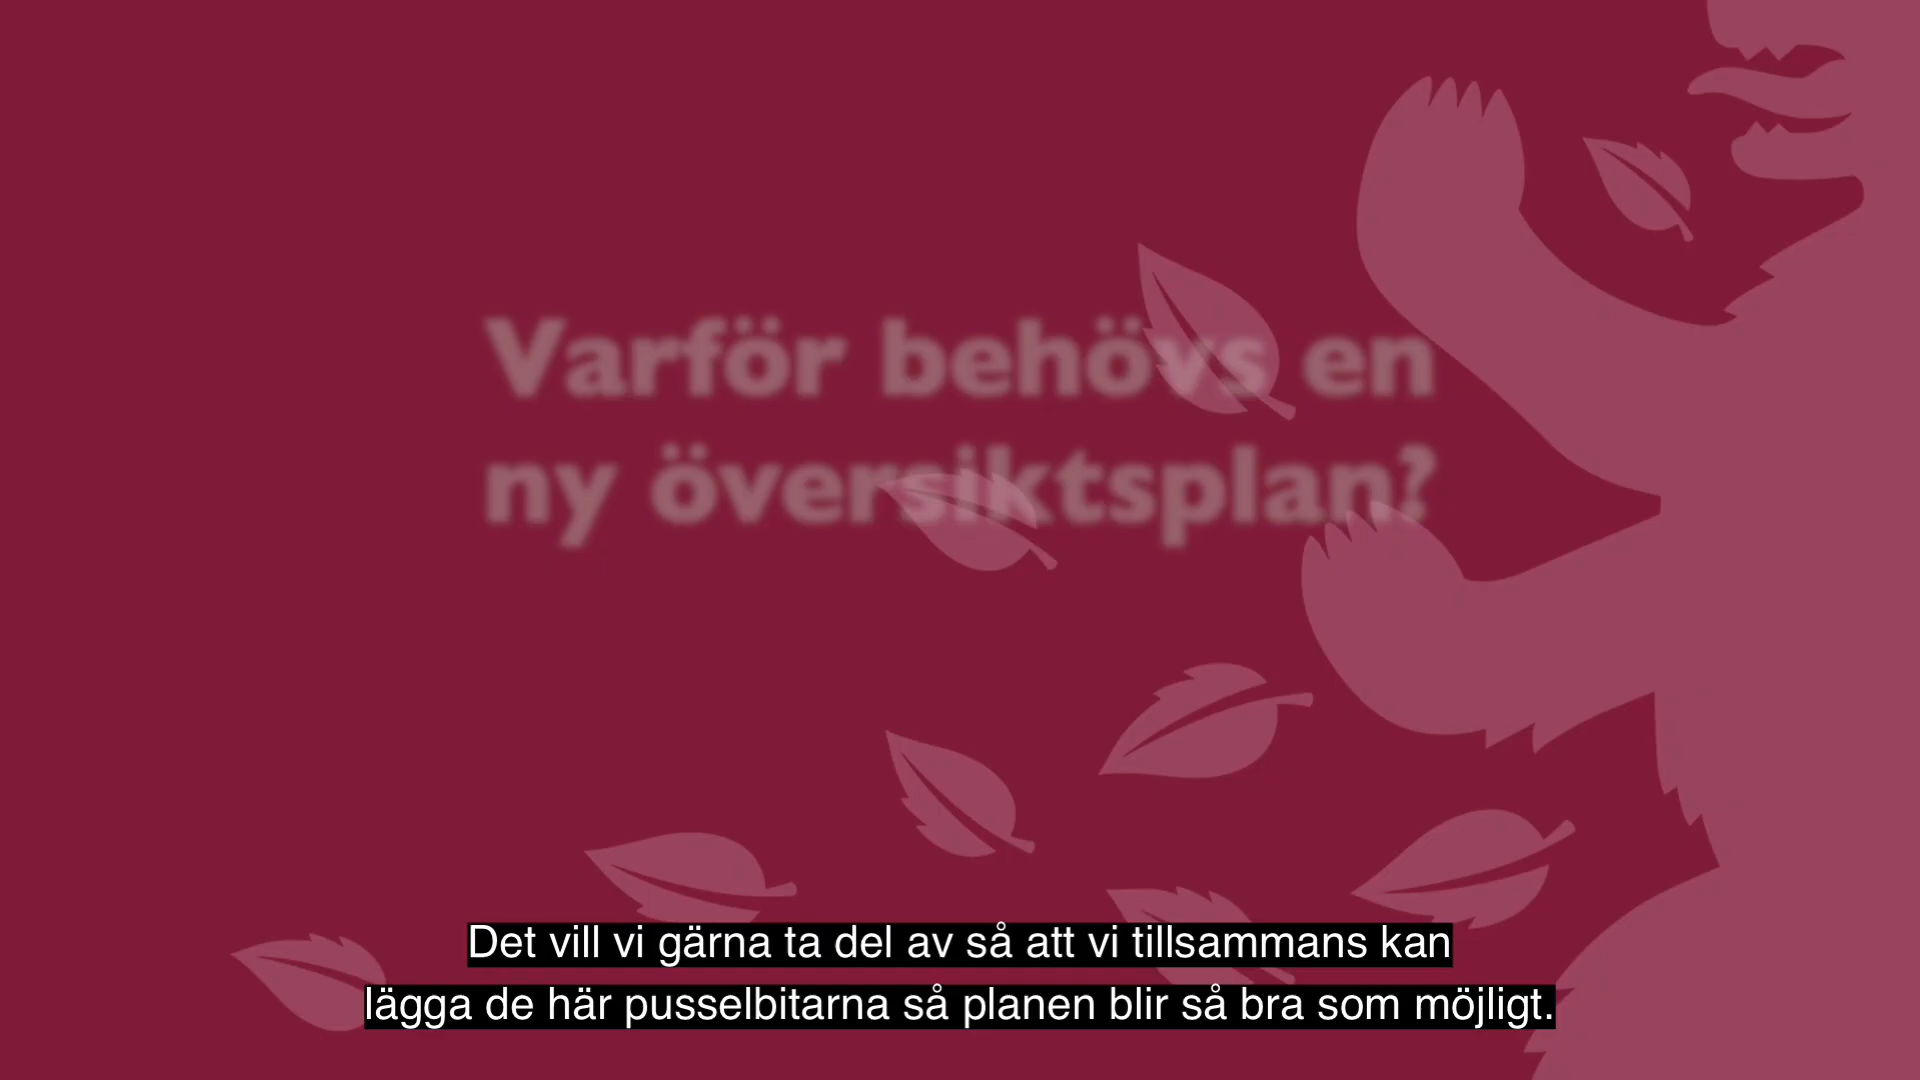 Varför behövs en
ny översiktsplan?
Det vill vi gärna ta del av så att vi tillsammans kan
lägga de här pusselbitarna så planen blir så bra som möjligt.